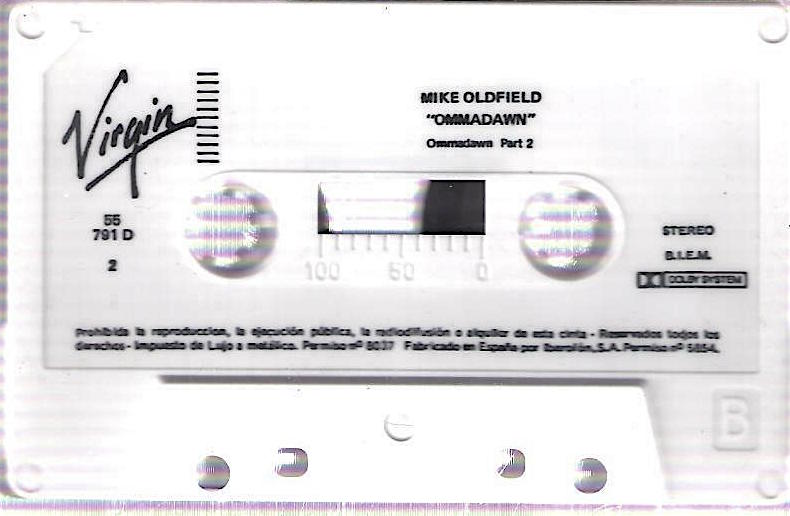 Virgin
MIKE OLDFIELD
"OMMADAWN"
Ommadawn Part 2
55
791 D
2
STEREO
B.I.E.M.
DOLBY SYSTEM
100 50 0
Prohibida la reproduccion, la ejecución pública, la radiodifusión o alquiler de esta cinta - Reservados todos los
derechos - Impuesto de Lujo a metálico. Permiso nº 8037 Fabricado en España por Iberofón, S.A. Permiso nº 5054.
B